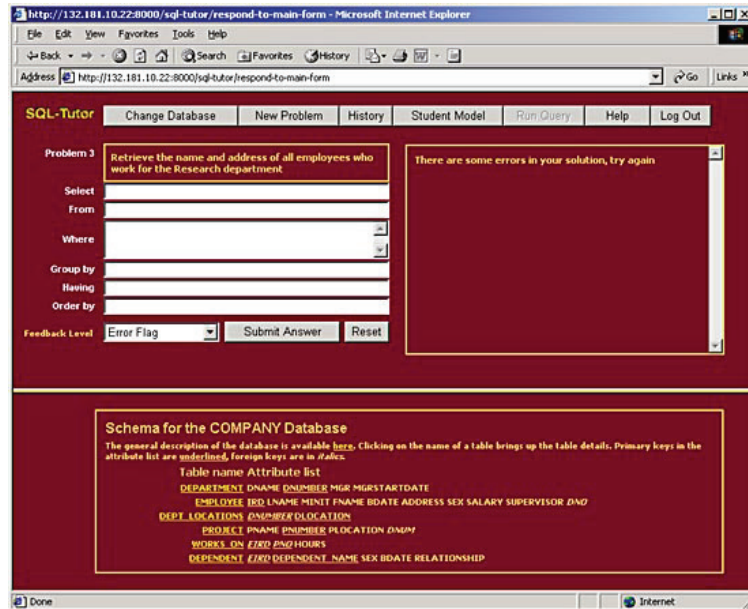 http://132.181.10.22:8000/sql-tutor/respond-to-main-form - Microsoft Internet Explorer
File Edit View Favorites Tools Help
Back Search Favorites History
Address http://132.181.10.22:8000/sql-tutor/respond-to-main-form Go Links »
SQL-Tutor Change Database New Problem History Student Model Run Query Help Log Out
Problem 3 Retrieve the name and address of all employees who
work for the Research department
There are some errors in your solution, try again
Select
From
Where
Group by
Having
Order by
Feedback Level Error Flag Submit Answer Reset
Schema for the COMPANY Database
The general description of the database is available here. Clicking on the name of a table brings up the table details. Primary keys in the
attribute list are underlined, foreign keys are in italics.
Table name Attribute list
DEPARTMENT DNAME DNUMBER MGR MGRSTARTDATE
EMPLOYEE IRD LNAME MINIT FNAME BDATE ADDRESS SEX SALARY SUPERVISOR DNO
DEPT_LOCATIONS DNUMBER DLOCATION
PROJECT PNAME PNUMBER PLOCATION DNUM
WORKS_ON EIRD PNO HOURS
DEPENDENT EIRD DEPENDENT_NAME SEX BDATE RELATIONSHIP
Done Internet